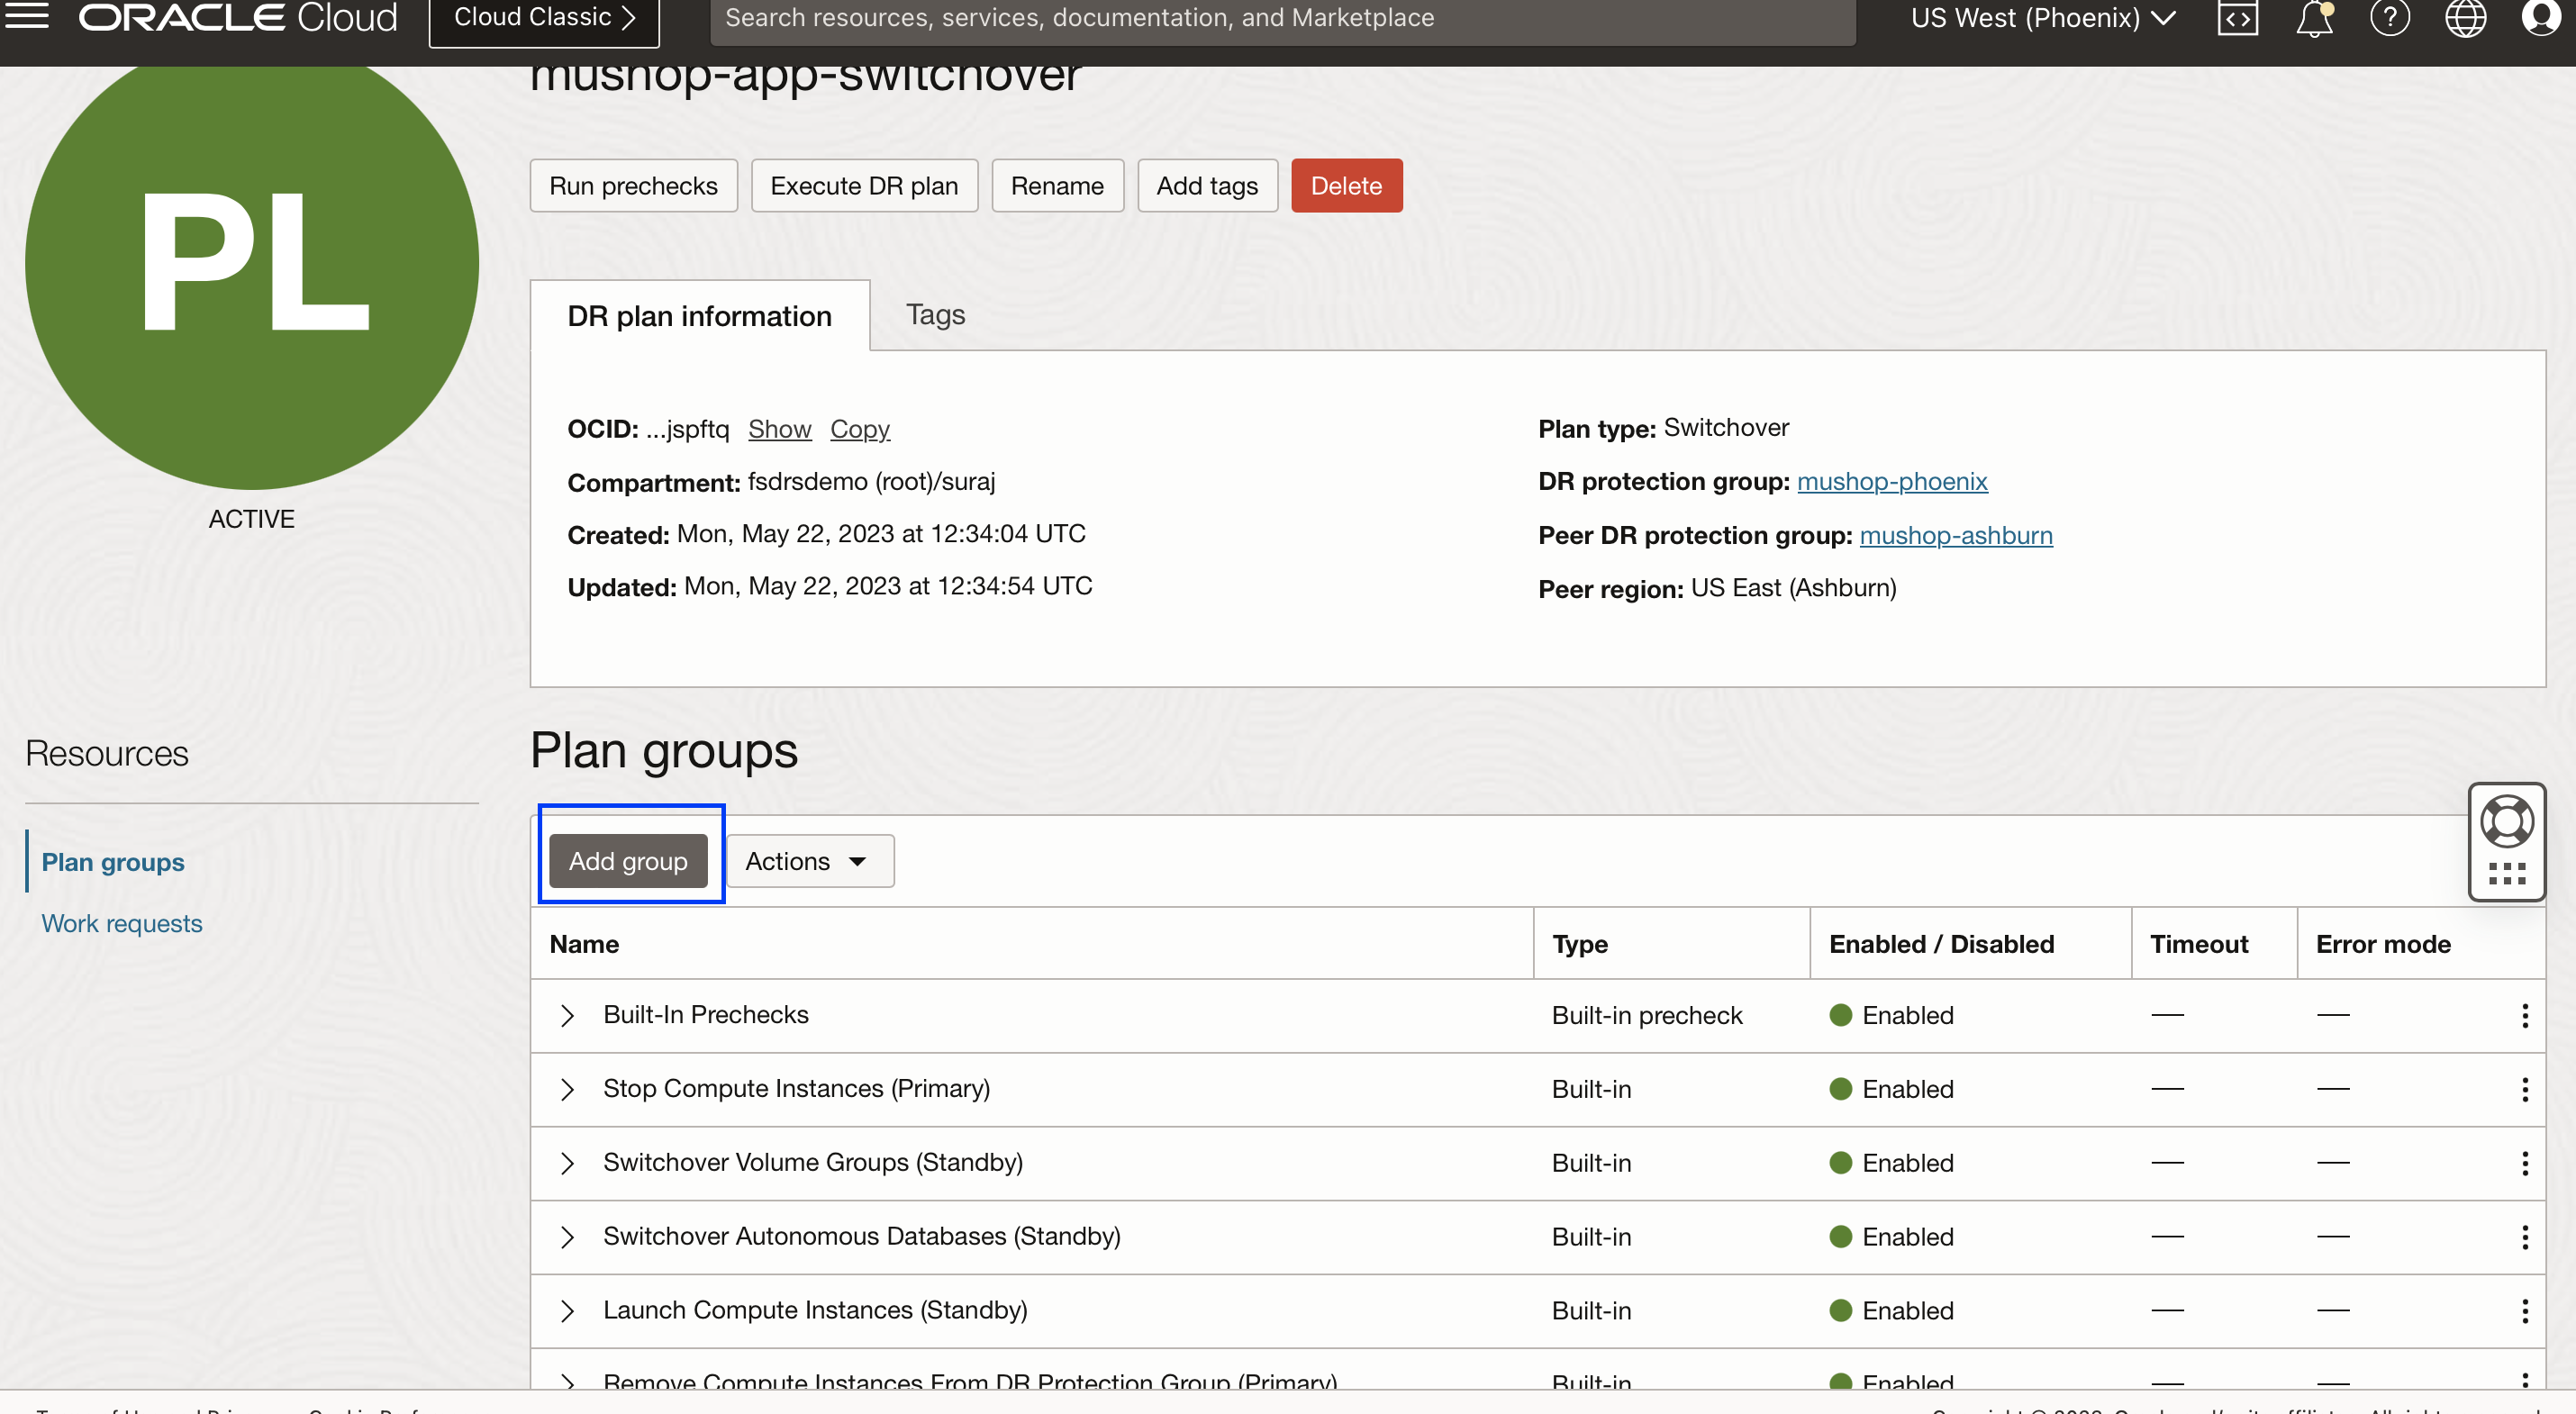 ORACLE Cloud
Cloud Classic
Search resources, services, documentation, and Marketplace
US West (Phoenix)
mushop-app-switchover
PL
ACTIVE
Run prechecks
Execute DR plan
Rename
Add tags
Delete
DR plan information
Tags
OCID: ...jspftq Show Copy
Compartment: fsdrsdemo (root)/suraj
Created: Mon, May 22, 2023 at 12:34:04 UTC
Updated: Mon, May 22, 2023 at 12:34:54 UTC
Plan type: Switchover
DR protection group: mushop-phoenix
Peer DR protection group: mushop-ashburn
Peer region: US East (Ashburn)
Resources
Plan groups
Work requests
Plan groups
Add group
Actions
Name Type Enabled / Disabled Timeout Error mode
Built-In Prechecks Built-in precheck Enabled — —
Stop Compute Instances (Primary) Built-in Enabled — —
Switchover Volume Groups (Standby) Built-in Enabled — —
Switchover Autonomous Databases (Standby) Built-in Enabled — —
Launch Compute Instances (Standby) Built-in Enabled — —
Remove Compute Instances From DR Protection Group (Primary) Built-in Enabled — —